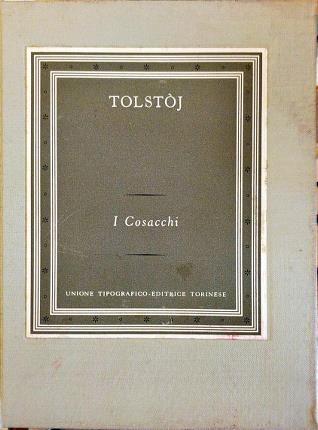 TOLSTÒJ
I Cosacchi
UNIONE TIPOGRAFICO-EDITRICE TORINESE